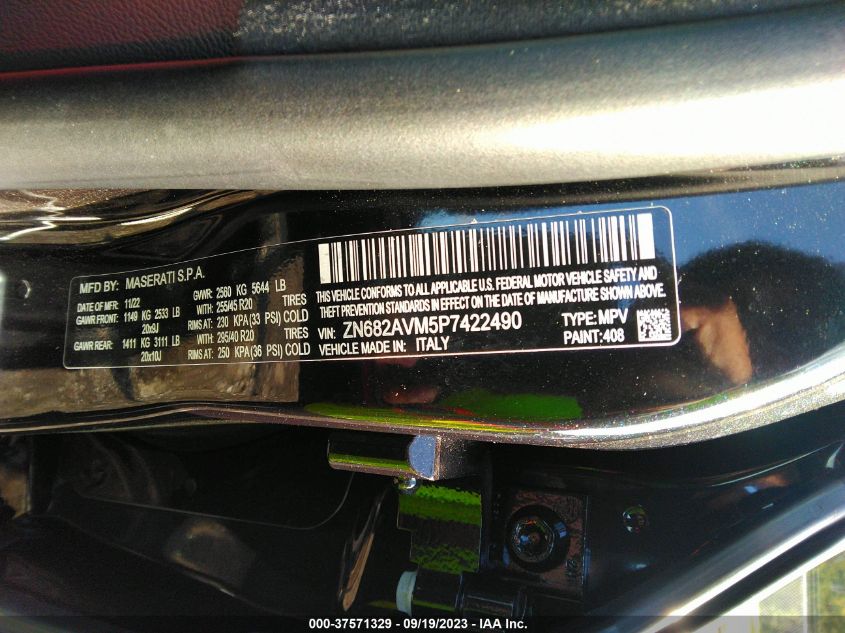 MFD BY: MASERATI S.P.A.
DATE OF MFR: 11/22 GVWR: 2560 KG 5644 LB
GAWR FRONT: 1149 KG 2533 LB WITH: 255/45 R20 TIRES
20x9J RIMS AT: 230 KPA (33 PSI) COLD
GAWR REAR: 1411 KG 3111 LB WITH: 295/40 R20 TIRES
20x10J RIMS AT: 250 KPA (36 PSI) COLD
THIS VEHICLE CONFORMS TO ALL APPLICABLE U.S. FEDERAL MOTOR VEHICLE SAFETY AND
THEFT PREVENTION STANDARDS IN EFFECT ON THE DATE OF MANUFACTURE SHOWN ABOVE.
VIN: ZN682AVM5P7422490 TYPE: MPV
VEHICLE MADE IN: ITALY PAINT: 408
000-37571329 - 09/19/2023 - IAA Inc.